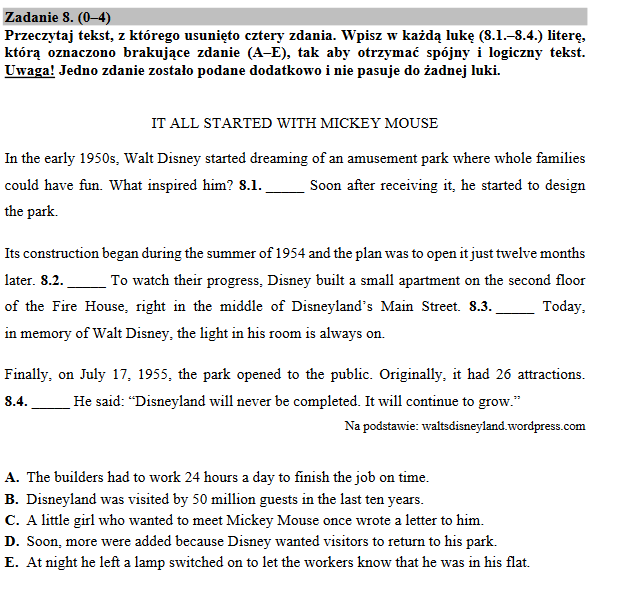 Zadanie 8. (0–4)
Przeczytaj tekst, z którego usunięto cztery zdania. Wpisz w każdą lukę (8.1.–8.4.) literę,
którą oznaczono brakujące zdanie (A–E), tak aby otrzymać spójny i logiczny tekst.
Uwaga! Jedno zdanie zostało podane dodatkowo i nie pasuje do żadnej luki.
IT ALL STARTED WITH MICKEY MOUSE
In the early 1950s, Walt Disney started dreaming of an amusement park where whole families
could have fun. What inspired him? 8.1. _____ Soon after receiving it, he started to design
the park.
Its construction began during the summer of 1954 and the plan was to open it just twelve months
later. 8.2. _____ To watch their progress, Disney built a small apartment on the second floor
of the Fire House, right in the middle of Disneyland’s Main Street. 8.3. _____ Today,
in memory of Walt Disney, the light in his room is always on.
Finally, on July 17, 1955, the park opened to the public. Originally, it had 26 attractions.
8.4. _____ He said: “Disneyland will never be completed. It will continue to grow.”
Na podstawie: waltsdisneyland.wordpress.com
A. The builders had to work 24 hours a day to finish the job on time.
B. Disneyland was visited by 50 million guests in the last ten years.
C. A little girl who wanted to meet Mickey Mouse once wrote a letter to him.
D. Soon, more were added because Disney wanted visitors to return to his park.
E. At night he left a lamp switched on to let the workers know that he was in his flat.